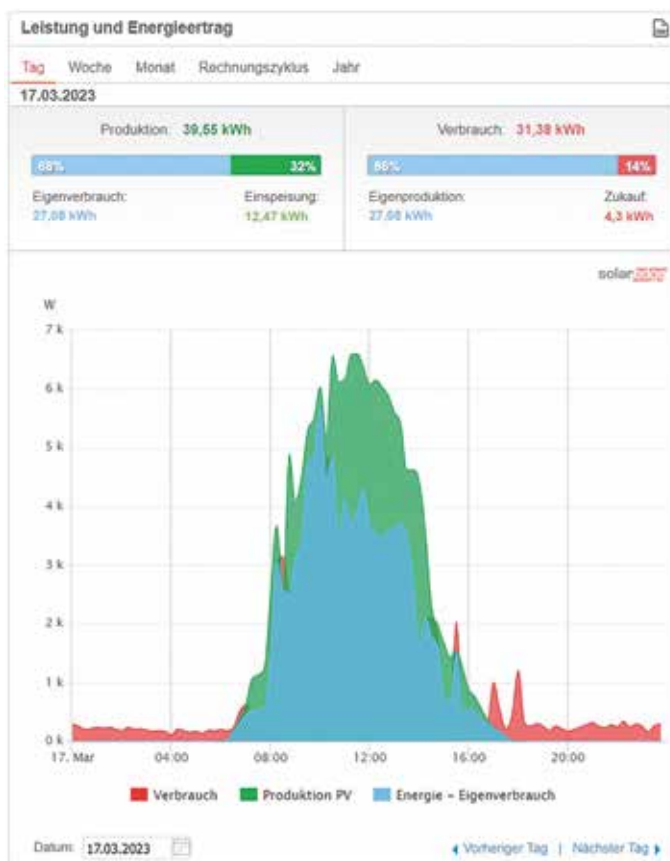 Leistung und Energieertrag
Tag Woche Monat Rechnungszyklus Jahr
17.03.2023
Produktion: 39,55 kWh
68% 32%
Eigenverbrauch: Einspeisung:
27,08 kWh 12,47 kWh
Verbrauch: 31,38 kWh
86% 14%
Eigenproduktion: Zukauf:
27,08 kWh 4,3 kWh
solar
W
7 k
6 k
5 k
4 k
3 k
2 k
1 k
0 k
17. Mar 04:00 08:00 12:00 16:00 20:00
Verbrauch Produktion PV Energie - Eigenverbrauch
Datum: 17.03.2023 Vorheriger Tag | Nächster Tag